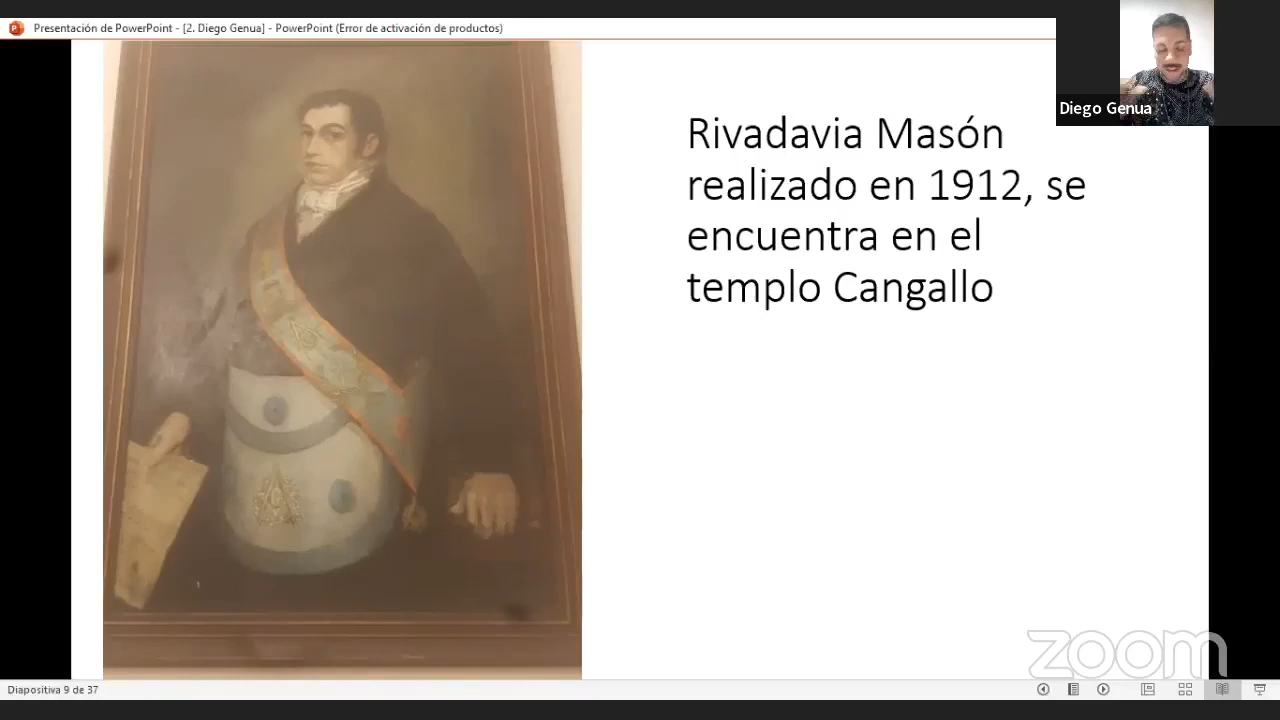 Presentación de PowerPoint - [2. Diego Genua] - PowerPoint (Error de activación de productos)
Diego Genua
Rivadavia Masón
realizado en 1912, se
encuentra en el
templo Cangallo
zoom
Diapositiva 9 de 37